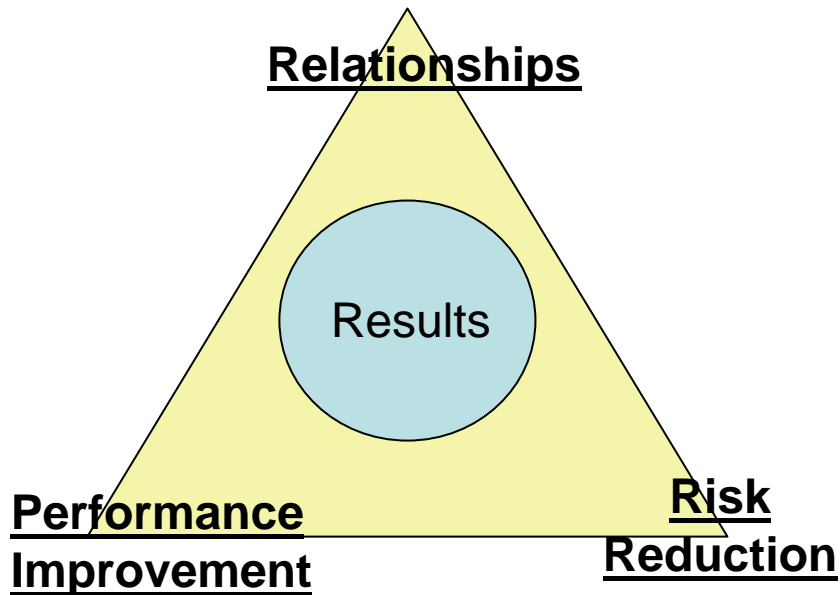 Relationships
Results
Performance
Improvement
Risk
Reduction